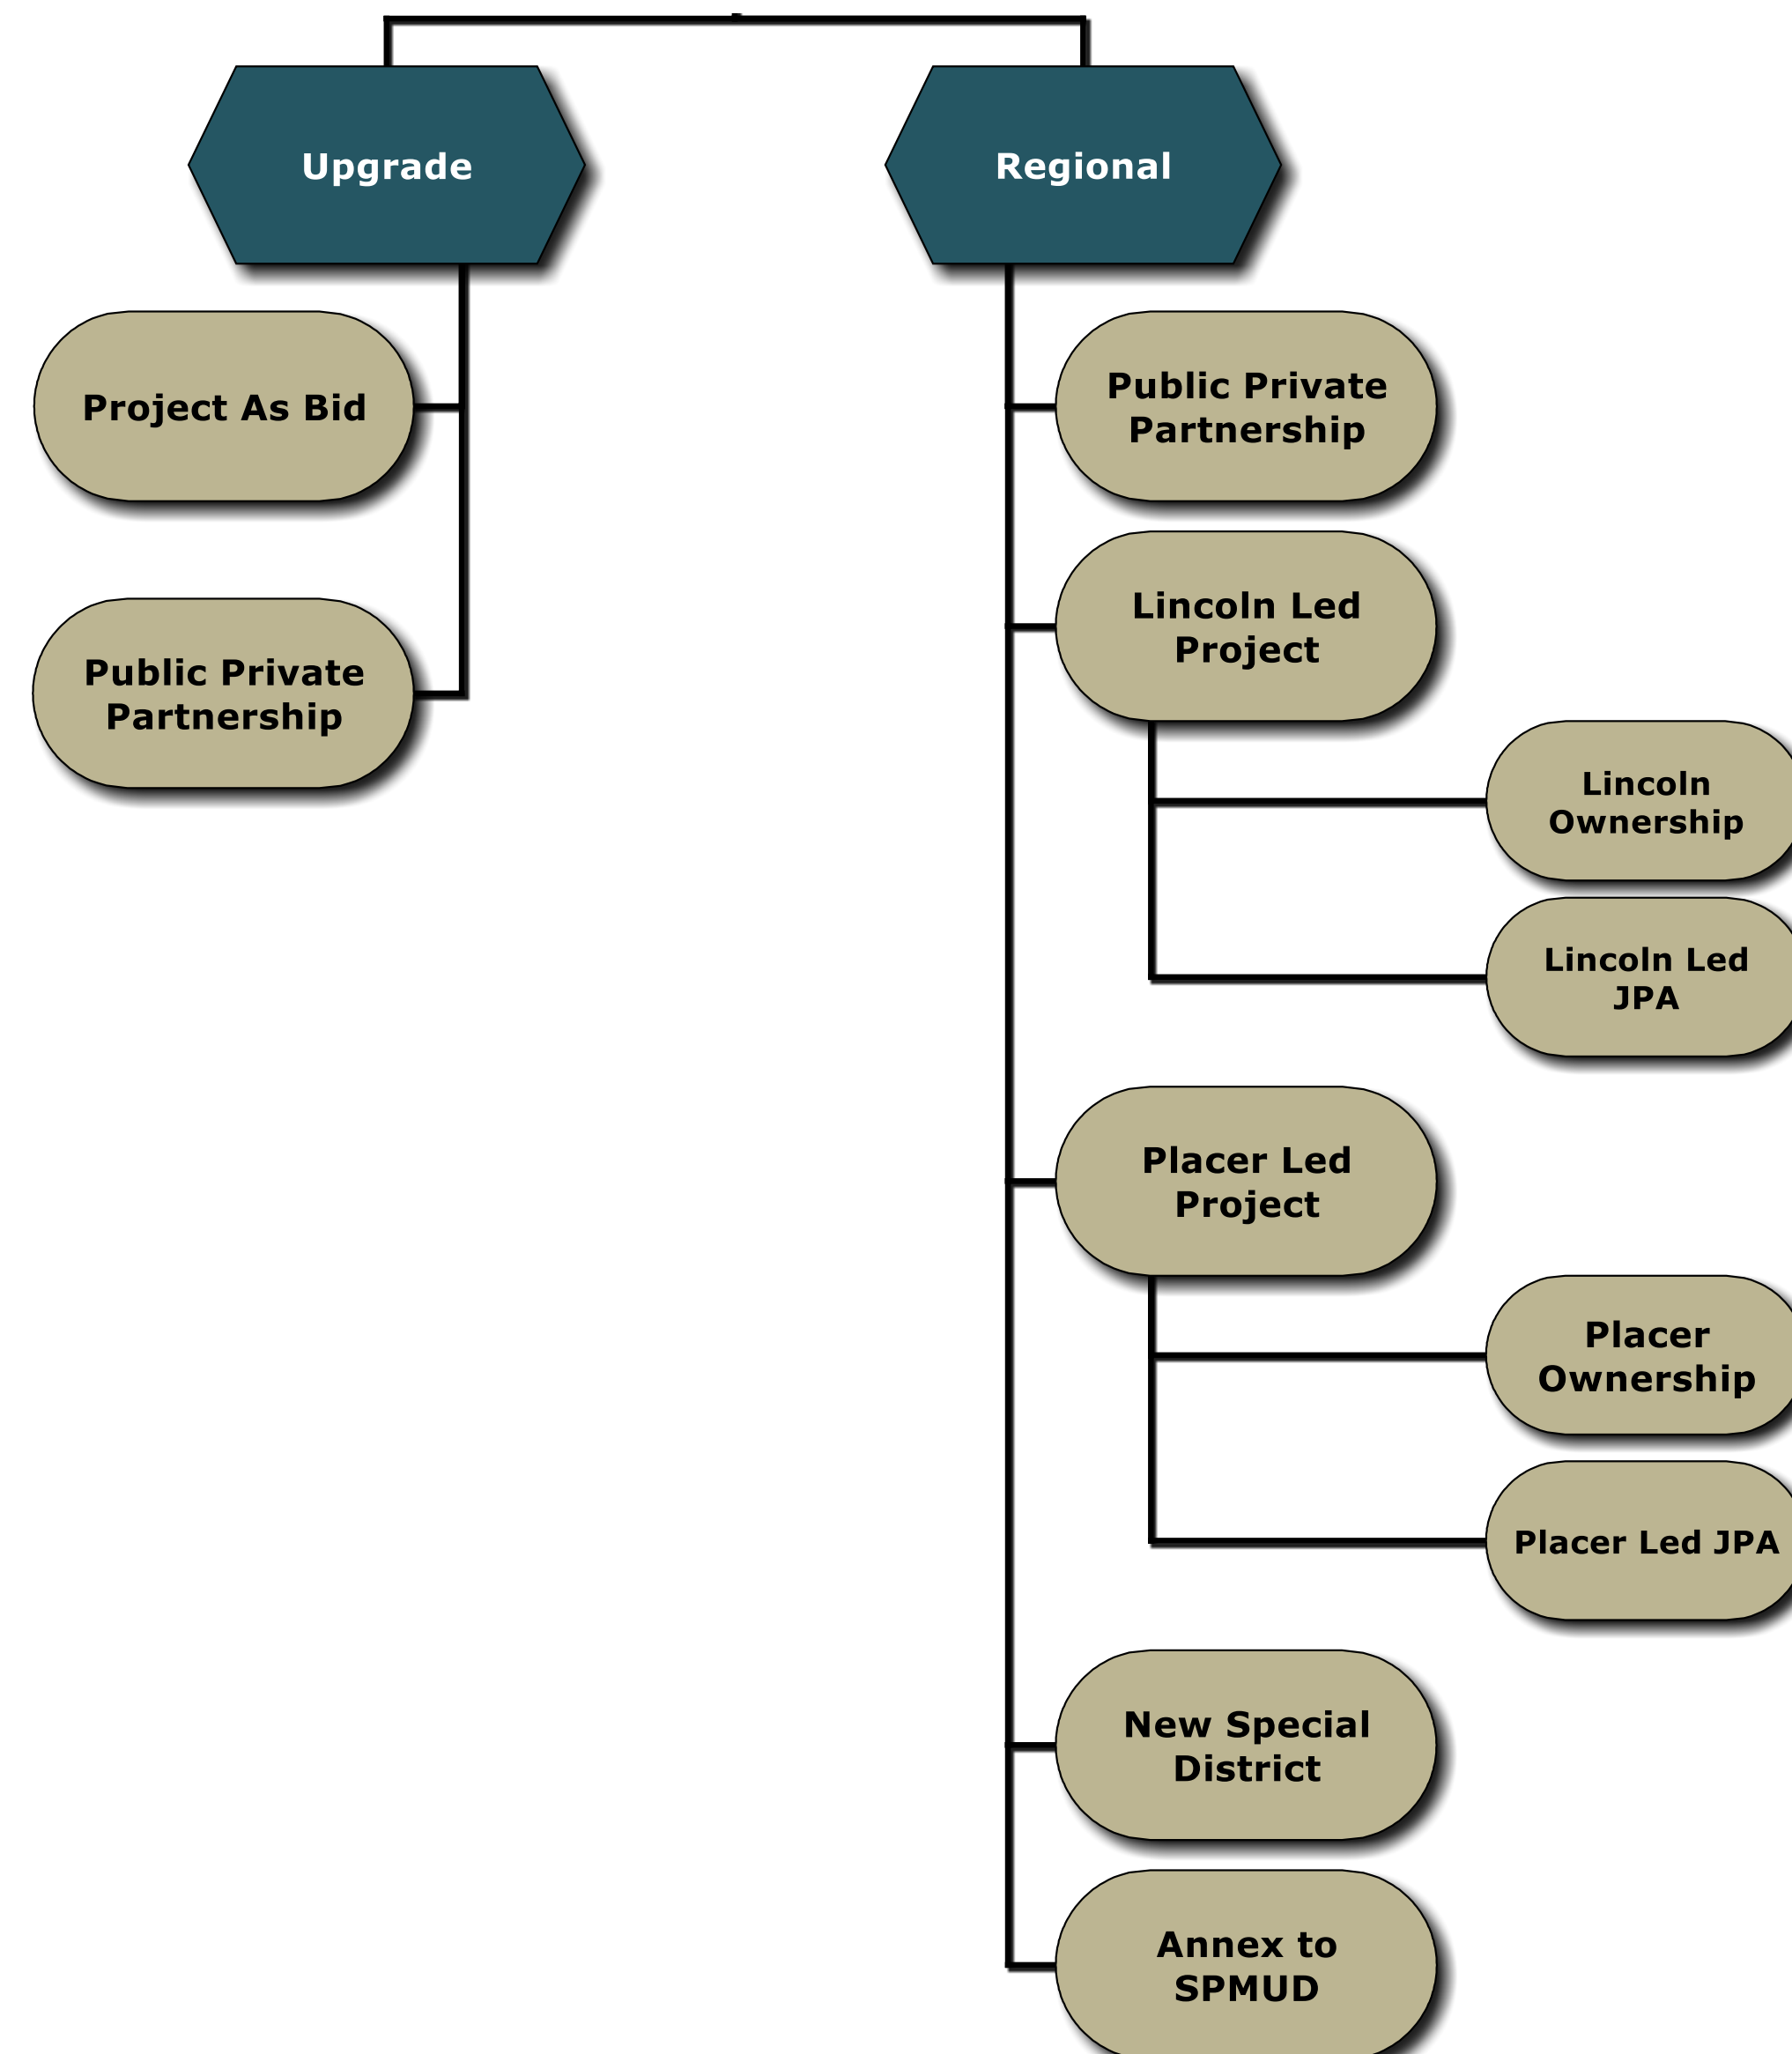 Upgrade
Regional
Project As Bid
Public Private
Partnership
Public Private
Partnership
Lincoln Led
Project
Lincoln
Ownership
Lincoln Led
JPA
Placer Led
Project
Placer
Ownership
Placer Led JPA
New Special
District
Annex to
SPMUD